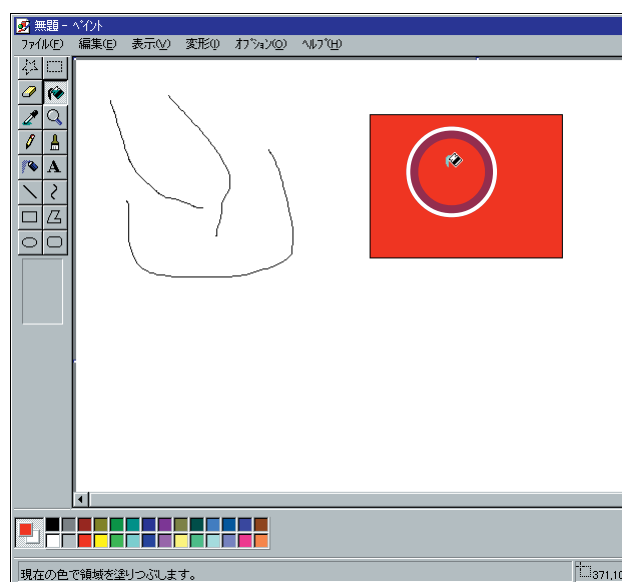 無題 - ペイント
ファイル(F) 編集(E) 表示(V) 変形(I) オプション(O) ヘルプ(H)
A
現在の色で領域を塗りつぶします。
371,10